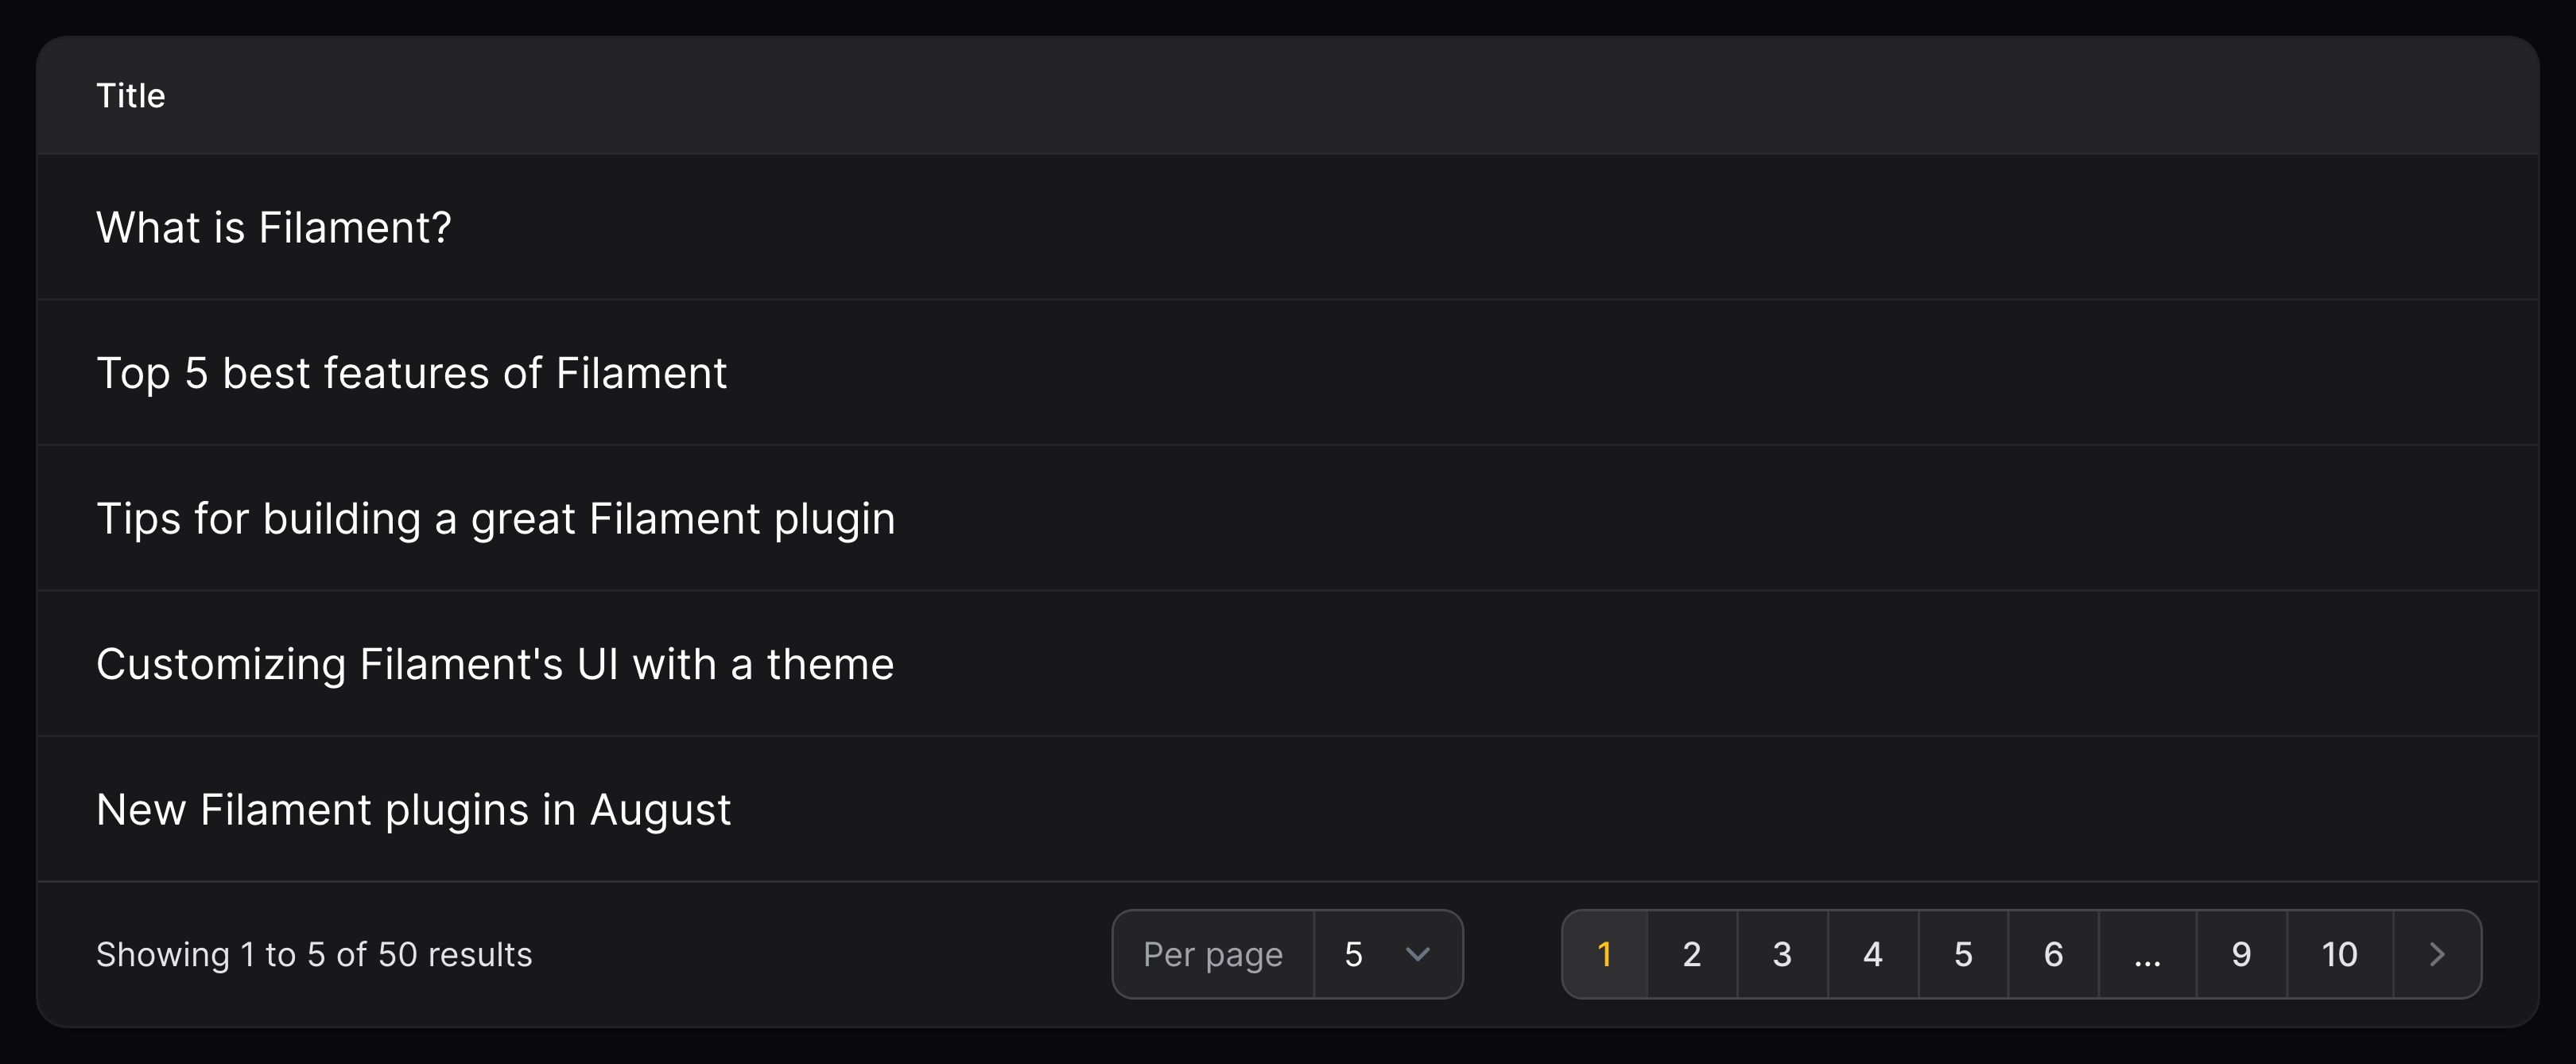 Title
What is Filament?
Top 5 best features of Filament
Tips for building a great Filament plugin
Customizing Filament's UI with a theme
New Filament plugins in August
Showing 1 to 5 of 50 results Per page 5 1 2 3 4 5 6 ... 9 10